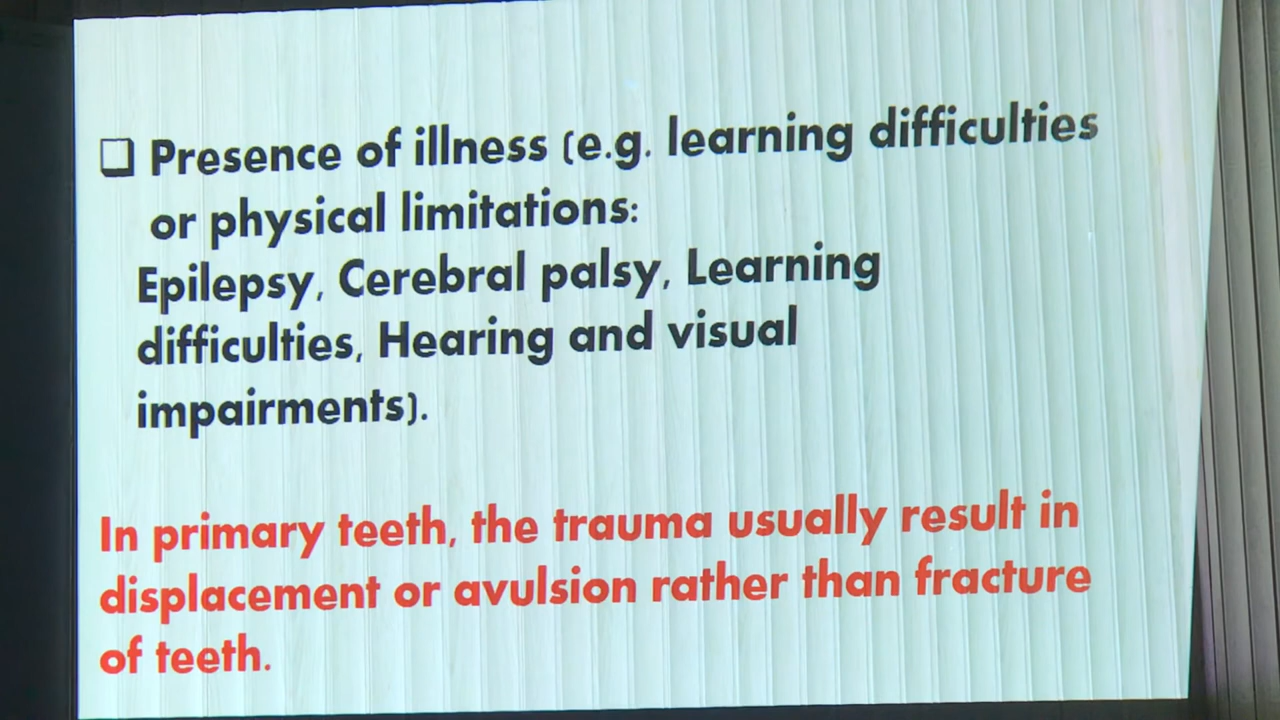 ❑ Presence of illness (e.g. learning difficulties
or physical limitations:
Epilepsy, Cerebral palsy, Learning
difficulties, Hearing and visual
impairments).
In primary teeth, the trauma usually result in
displacement or avulsion rather than fracture
of teeth.